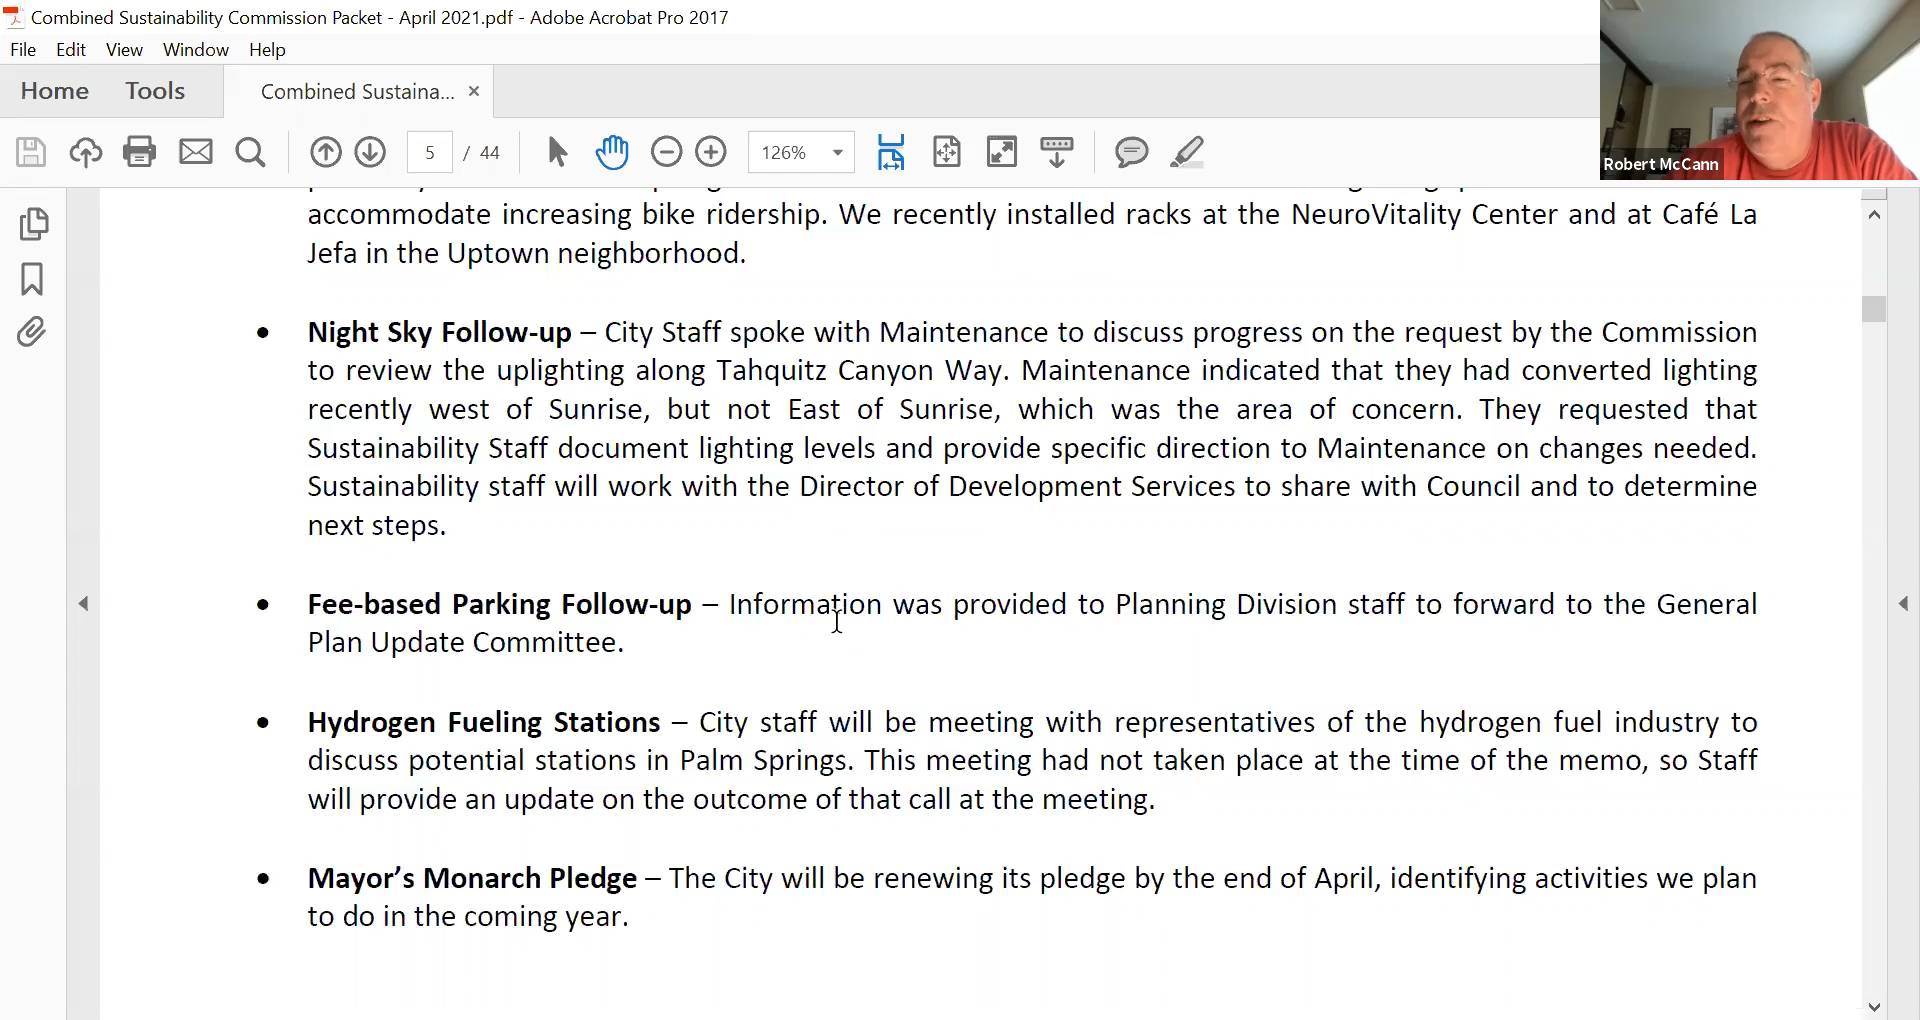 Combined Sustainability Commission Packet - April 2021.pdf - Adobe Acrobat Pro 2017
File Edit View Window Help
Home Tools Combined Sustaina... ×
5 / 44 126%
Robert McCann
accommodate increasing bike ridership. We recently installed racks at the NeuroVitality Center and at Café La
Jefa in the Uptown neighborhood.
• Night Sky Follow-up – City Staff spoke with Maintenance to discuss progress on the request by the Commission
to review the uplighting along Tahquitz Canyon Way. Maintenance indicated that they had converted lighting
recently west of Sunrise, but not East of Sunrise, which was the area of concern. They requested that
Sustainability Staff document lighting levels and provide specific direction to Maintenance on changes needed.
Sustainability staff will work with the Director of Development Services to share with Council and to determine
next steps.
• Fee-based Parking Follow-up – Information was provided to Planning Division staff to forward to the General
Plan Update Committee.
• Hydrogen Fueling Stations – City staff will be meeting with representatives of the hydrogen fuel industry to
discuss potential stations in Palm Springs. This meeting had not taken place at the time of the memo, so Staff
will provide an update on the outcome of that call at the meeting.
• Mayor’s Monarch Pledge – The City will be renewing its pledge by the end of April, identifying activities we plan
to do in the coming year.